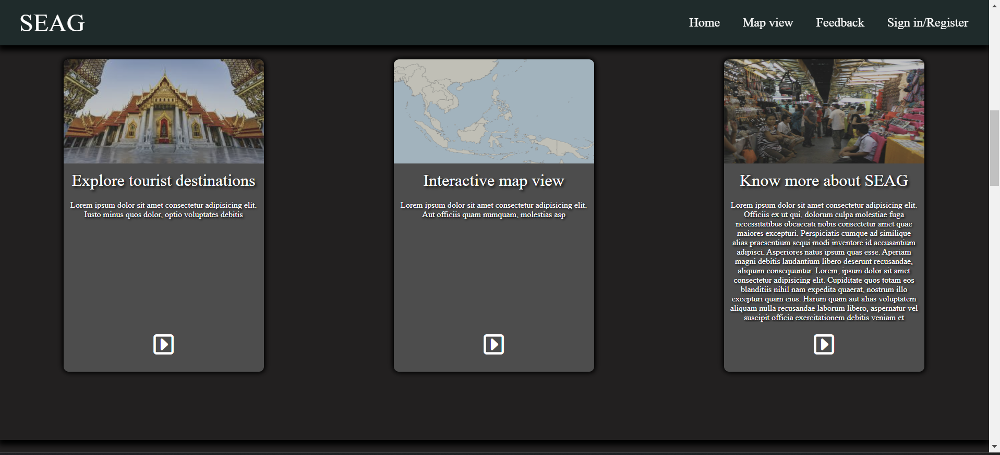 SEAG
Home Map view Feedback Sign in/Register
Explore tourist destinations
Lorem ipsum dolor sit amet consectetur adipisicing elit.
Iusto minus quos dolor, optio voluptates debitis
Interactive map view
Lorem ipsum dolor sit amet consectetur adipisicing elit.
Aut officiis quam numquam, molestias asp
Know more about SEAG
Lorem ipsum dolor sit amet consectetur adipisicing elit.
Officiis ex ut qui, dolorum culpa molestiae fuga
necessitatibus obcaecati nobis consectetur amet quae
maiores excepturi. Perspiciatis cumque ad similique
alias praesentium sequi modi inventore id accusantium
adipisci. Asperiores natus ipsum quas esse. Aperiam
magni debitis laudantium libero deserunt recusandae,
aliquam consequuntur. Lorem, ipsum dolor sit amet
consectetur adipisicing elit. Cupiditate quos totam eos
blanditiis nihil nam expedita quaerat, nostrum illo
excepturi quam eius. Harum quam aut alias voluptatem
aliquam nulla recusandae laborum libero, aspernatur vel
suscipit officia exercitationem debitis veniam et